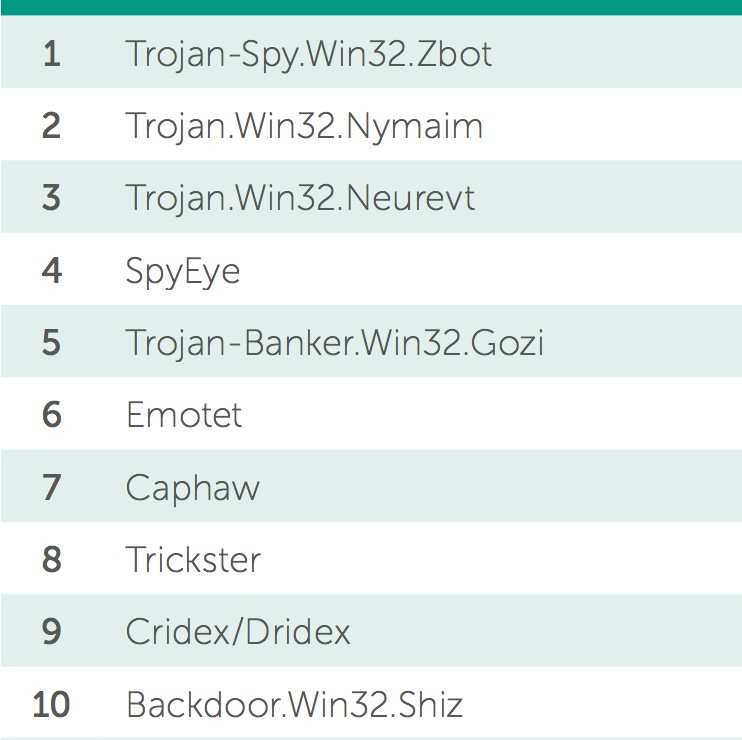 1 Trojan-Spy.Win32.Zbot
2 Trojan.Win32.Nymaim
3 Trojan.Win32.Neurevt
4 SpyEye
5 Trojan-Banker.Win32.Gozi
6 Emotet
7 Caphaw
8 Trickster
9 Cridex/Dridex
10 Backdoor.Win32.Shiz